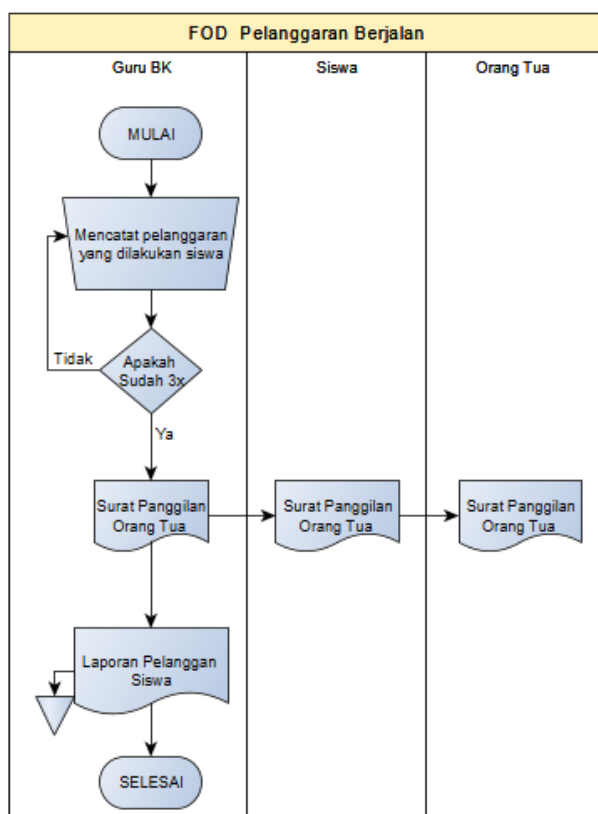 FOD Pelanggaran Berjalan
Guru BK
Siswa
Orang Tua
MULAI
Mencatat pelanggaran
yang dilakukan siswa
Tidak
Apakah
Sudah 3x
Ya
Surat Panggilan
Orang Tua
Surat Panggilan
Orang Tua
Surat Panggilan
Orang Tua
Laporan Pelanggan
Siswa
SELESAI